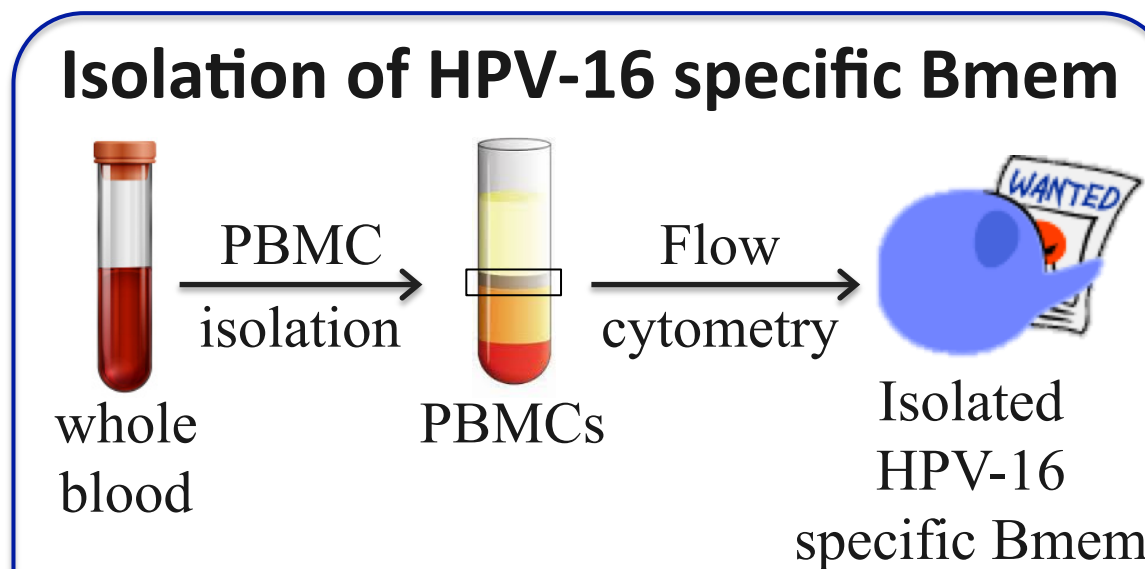 Isolation of HPV-16 specific Bmem
WANTED
PBMC
isolation
Flow
cytometry
whole
blood
PBMCs
Isolated
HPV-16
specific Bmem